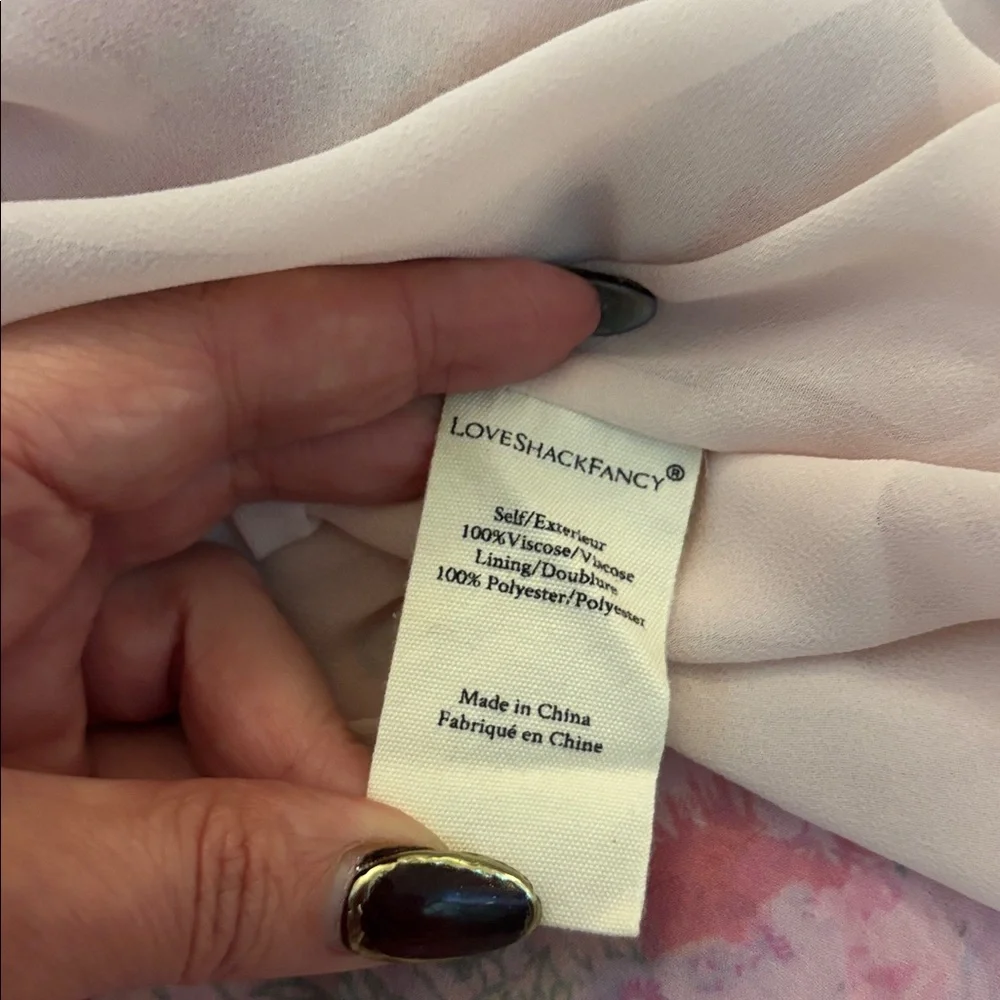 LOVESHACKFANCY®
Self/Exterieur
100%Viscose/Viscose
Lining/Doublure
100% Polyester/Polyester
Made in China
Fabriqué en Chine